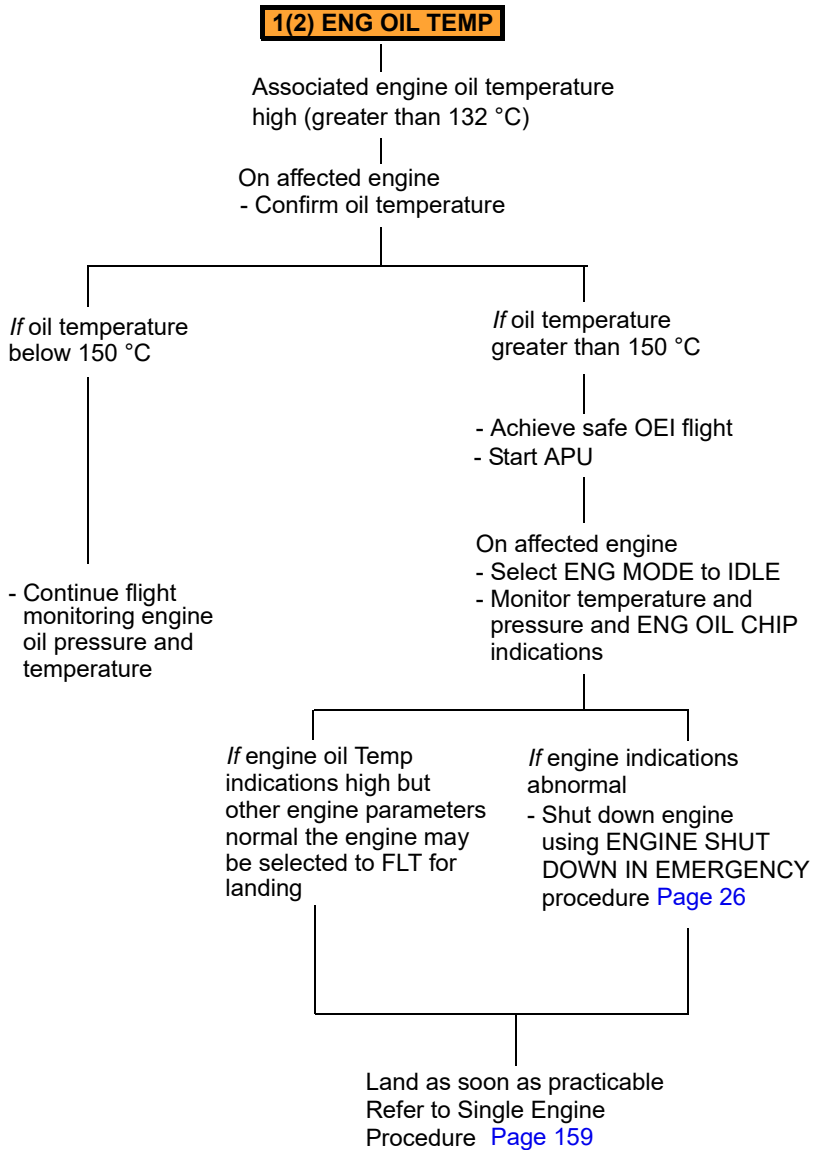 1(2) ENG OIL TEMP
Associated engine oil temperature
high (greater than 132 °C)
On affected engine
- Confirm oil temperature
If oil temperature
below 150 °C
- Continue flight
monitoring engine
oil pressure and
temperature
If oil temperature
greater than 150 °C
- Achieve safe OEI flight
- Start APU
On affected engine
- Select ENG MODE to IDLE
- Monitor temperature and
pressure and ENG OIL CHIP
indications
If engine oil Temp
indications high but
other engine parameters
normal the engine may
be selected to FLT for
landing
If engine indications
abnormal
- Shut down engine
using ENGINE SHUT
DOWN IN EMERGENCY
procedure Page 26
Land as soon as practicable
Refer to Single Engine
Procedure Page 159